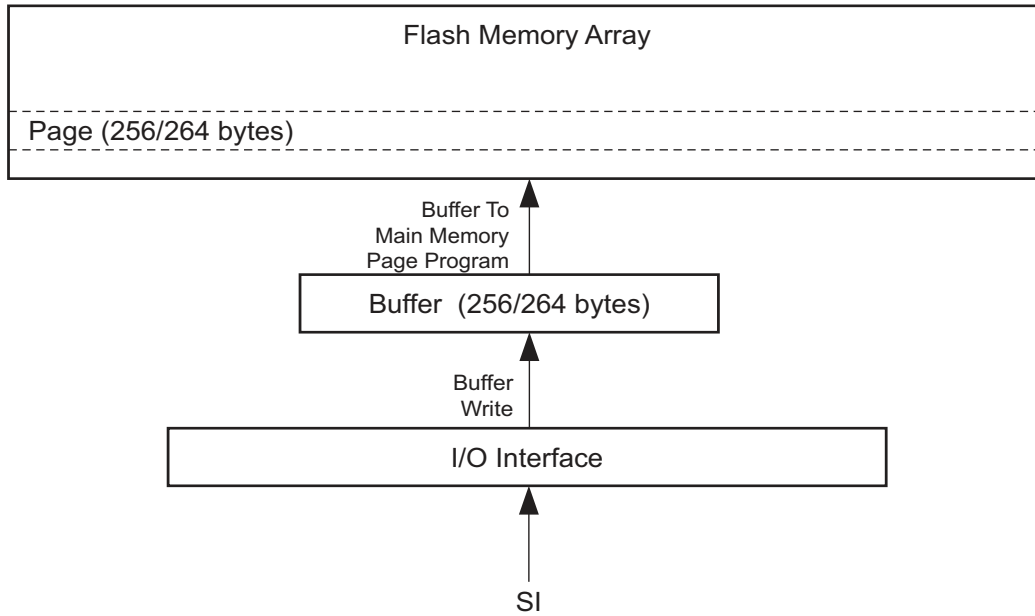 Flash Memory Array
Page (256/264 bytes)
Buffer To
Main Memory
Page Program
Buffer (256/264 bytes)
Buffer
Write
I/O Interface
SI